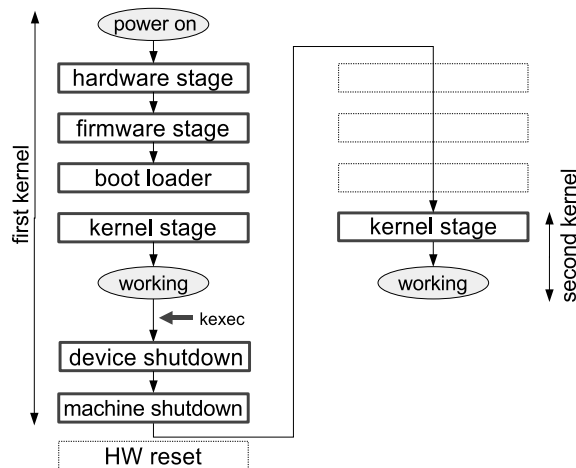 power on
hardware stage
firmware stage
boot loader
kernel stage
working
kexec
device shutdown
machine shutdown
HW reset
first kernel
kernel stage
working
second kernel